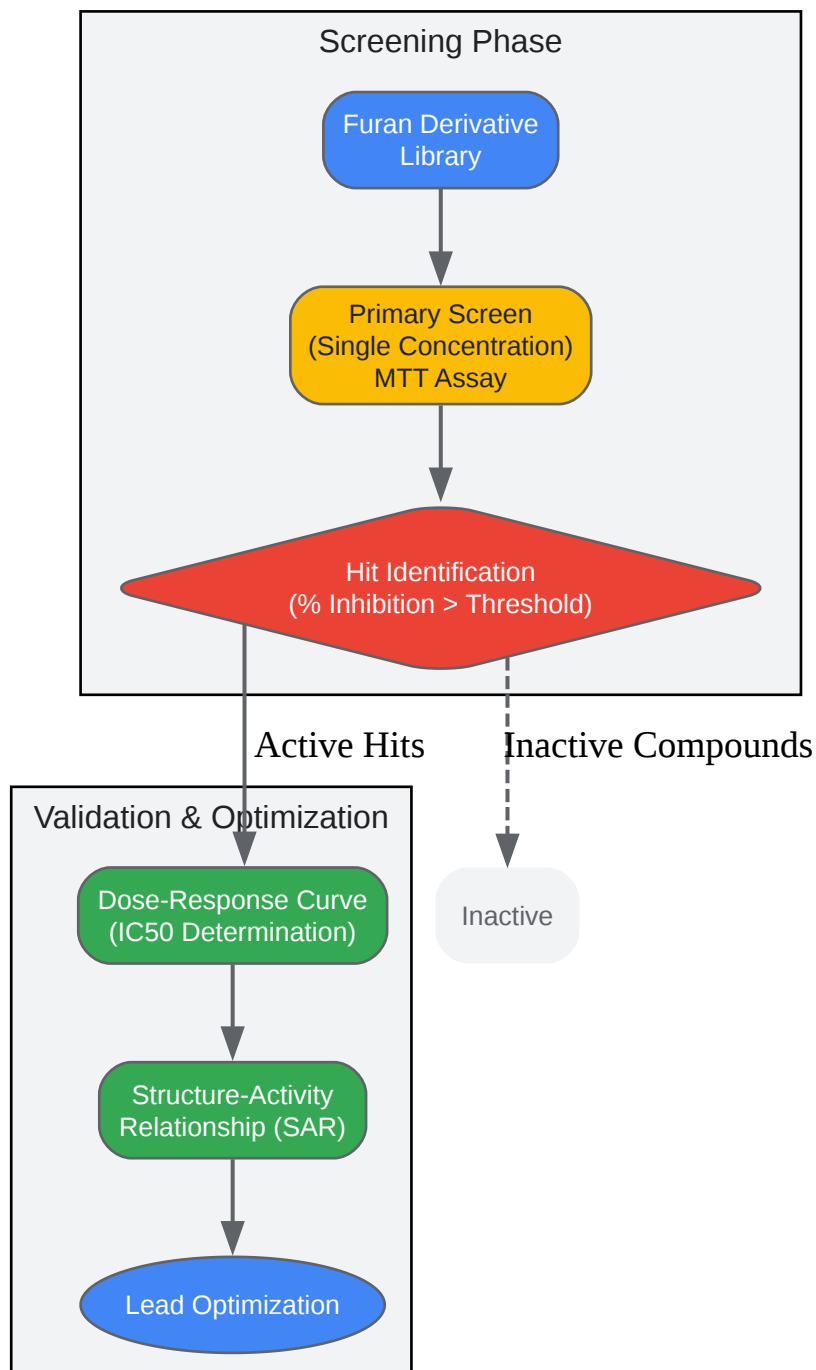 Screening Phase
Furan Derivative
Library
Primary Screen
(Single Concentration)
MTT Assay
Hit Identification
(% Inhibition > Threshold)
Active Hits
Inactive Compounds
Validation & Optimization
Dose-Response Curve
(IC50 Determination)
Inactive
Structure-Activity
Relationship (SAR)
Lead Optimization